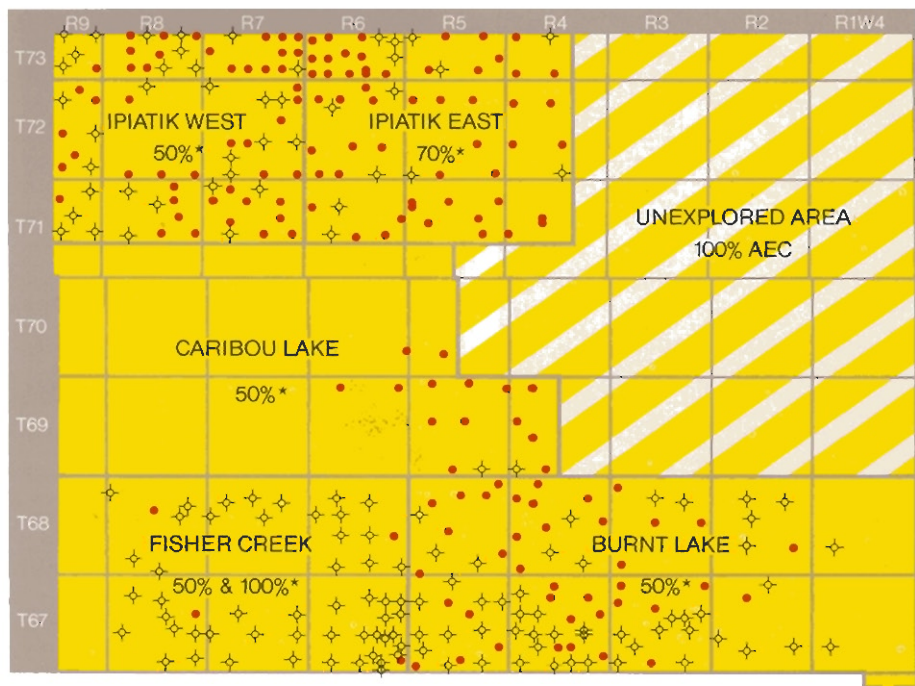 R9 R8 R7 R6 R5 R4 R3 R2 R1W4
T73
T72
IPIATIK WEST
50%*
IPIATIK EAST
70%*
T71
UNEXPLORED AREA
100% AEC
T70
CARIBOU LAKE
50%*
T69
T68
FISHER CREEK
50% & 100%*
BURNT LAKE
50%*
T67